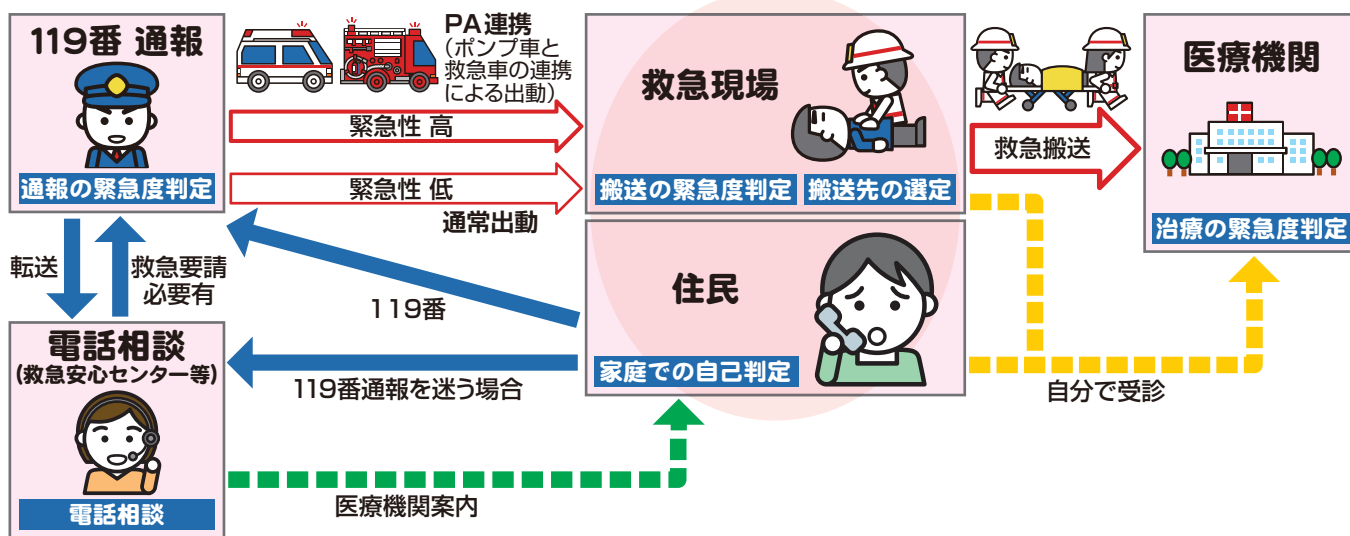 119番 通報
通報の緊急度判定
PA連携
(ポンプ車と
救急車の連携
による出動)
緊急性 高
緊急性 低
通常出動
救急現場
搬送の緊急度判定
搬送先の選定
救急搬送
医療機関
治療の緊急度判定
転送
救急要請
必要有
119番
住民
家庭での自己判定
電話相談
(救急安心センター等)
電話相談
119番通報を迷う場合
自分で受診
医療機関案内